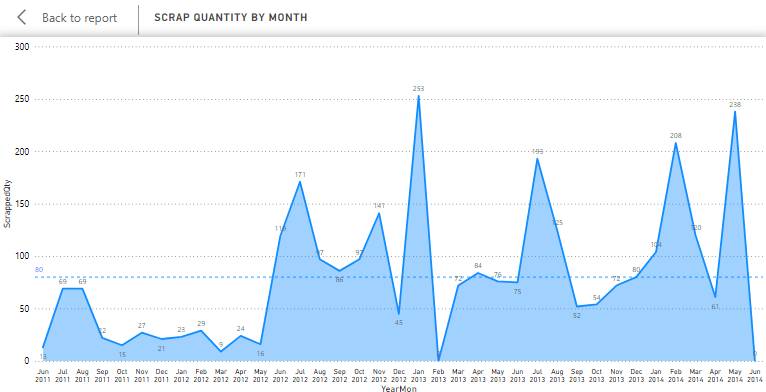 Back to report
SCRAP QUANTITY BY MONTH
300
250
200
150
100
50
0
ScrappedQty
80
13
69
69
22
15
27
21
23
29
9
24
16
119
171
97
86
97
141
45
253
72
84
76
75
193
125
52
54
72
80
104
208
120
61
238
Jun 2011
Jul 2011
Aug 2011
Sep 2011
Oct 2011
Nov 2011
Dec 2011
Jan 2012
Feb 2012
Mar 2012
Apr 2012
May 2012
Jun 2012
Jul 2012
Aug 2012
Sep 2012
Oct 2012
Nov 2012
Dec 2012
Jan 2013
Feb 2013
Mar 2013
Apr 2013
May 2013
Jun 2013
Jul 2013
Aug 2013
Sep 2013
Oct 2013
Nov 2013
Dec 2013
Jan 2014
Feb 2014
Mar 2014
Apr 2014
May 2014
Jun 2014
YearMon